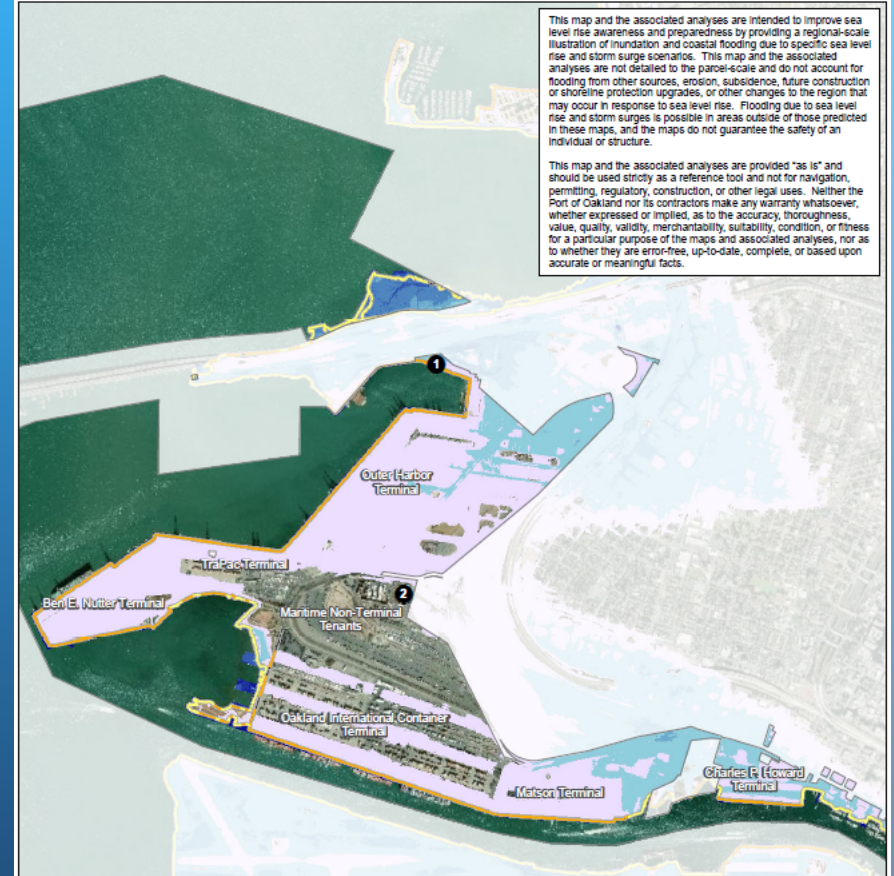 This map and the associated analyses are intended to improve sea
level rise awareness and preparedness by providing a regional-scale
illustration of inundation and coastal flooding due to specific sea level
rise and storm surge scenarios. This map and the associated
analyses are not detailed to the parcel-scale and do not account for
flooding from other sources, erosion, subsidence, future construction
or shoreline protection upgrades, or other changes to the region that
may occur in response to sea level rise. Flooding due to sea level
rise and storm surges is possible in areas outside of those predicted
in these maps, and the maps do not guarantee the safety of an
individual or structure.
This map and the associated analyses are provided "as is" and
should be used strictly as a reference tool and not for navigation,
permitting, regulatory, construction, or other legal uses. Neither the
Port of Oakland nor its contractors make any warranty whatsoever,
whether expressed or implied, as to the accuracy, thoroughness,
value, quality, validity, merchantability, suitability, condition, or fitness
for a particular purpose of the maps and associated analyses, nor as
to whether they are error-free, up-to-date, complete, or based upon
accurate or meaningful facts.
1
Outer Harbor
Terminal
TraPac Terminal
2
Ben E. Nutter Terminal
Maritime Non-Terminal
Tenants
Oakland International Container
Terminal
Charles P. Howard
Terminal
Matson Terminal